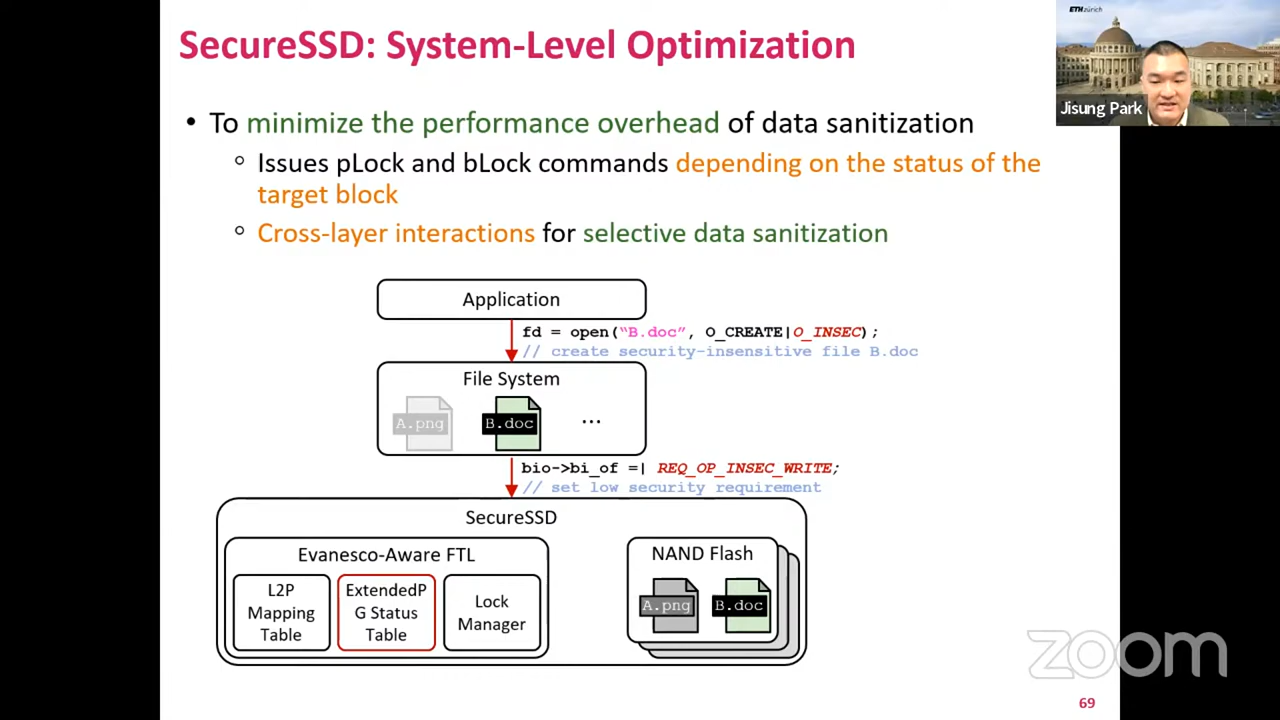 SecureSSD: System-Level Optimization
ETH zürich
Jisung Park
• To minimize the performance overhead of data sanitization
○ Issues pLock and bLock commands depending on the status of the
target block
○ Cross-layer interactions for selective data sanitization
Application
fd = open(“B.doc”, O_CREATE|O_INSEC);
// create security-insensitive file B.doc
File System
A.png
B.doc
...
bio->bi_of =| REQ_OP_INSEC_WRITE;
// set low security requirement
SecureSSD
Evanesco-Aware FTL
L2P
Mapping
Table
ExtendedP
G Status
Table
Lock
Manager
NAND Flash
A.png
B.doc
zoom
69